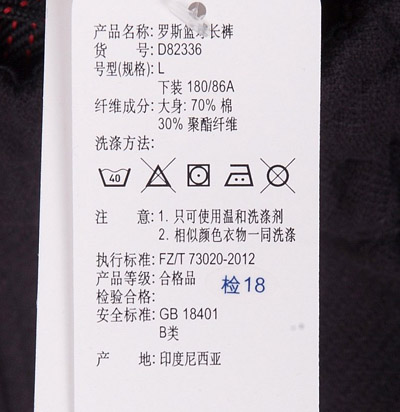 产品名称: 罗斯篮球长裤
货 号: D82336
号型(规格): L
下装 180/86A
纤维成分: 大身: 70% 棉
30% 聚酯纤维
洗涤方法:
40
注 意: 1. 只可使用温和洗涤剂
2. 相似颜色衣物一同洗涤
执行标准: FZ/T 73020-2012
产品等级: 合格品
检验合格: 检18
安全标准: GB 18401
B类
产 地: 印度尼西亚